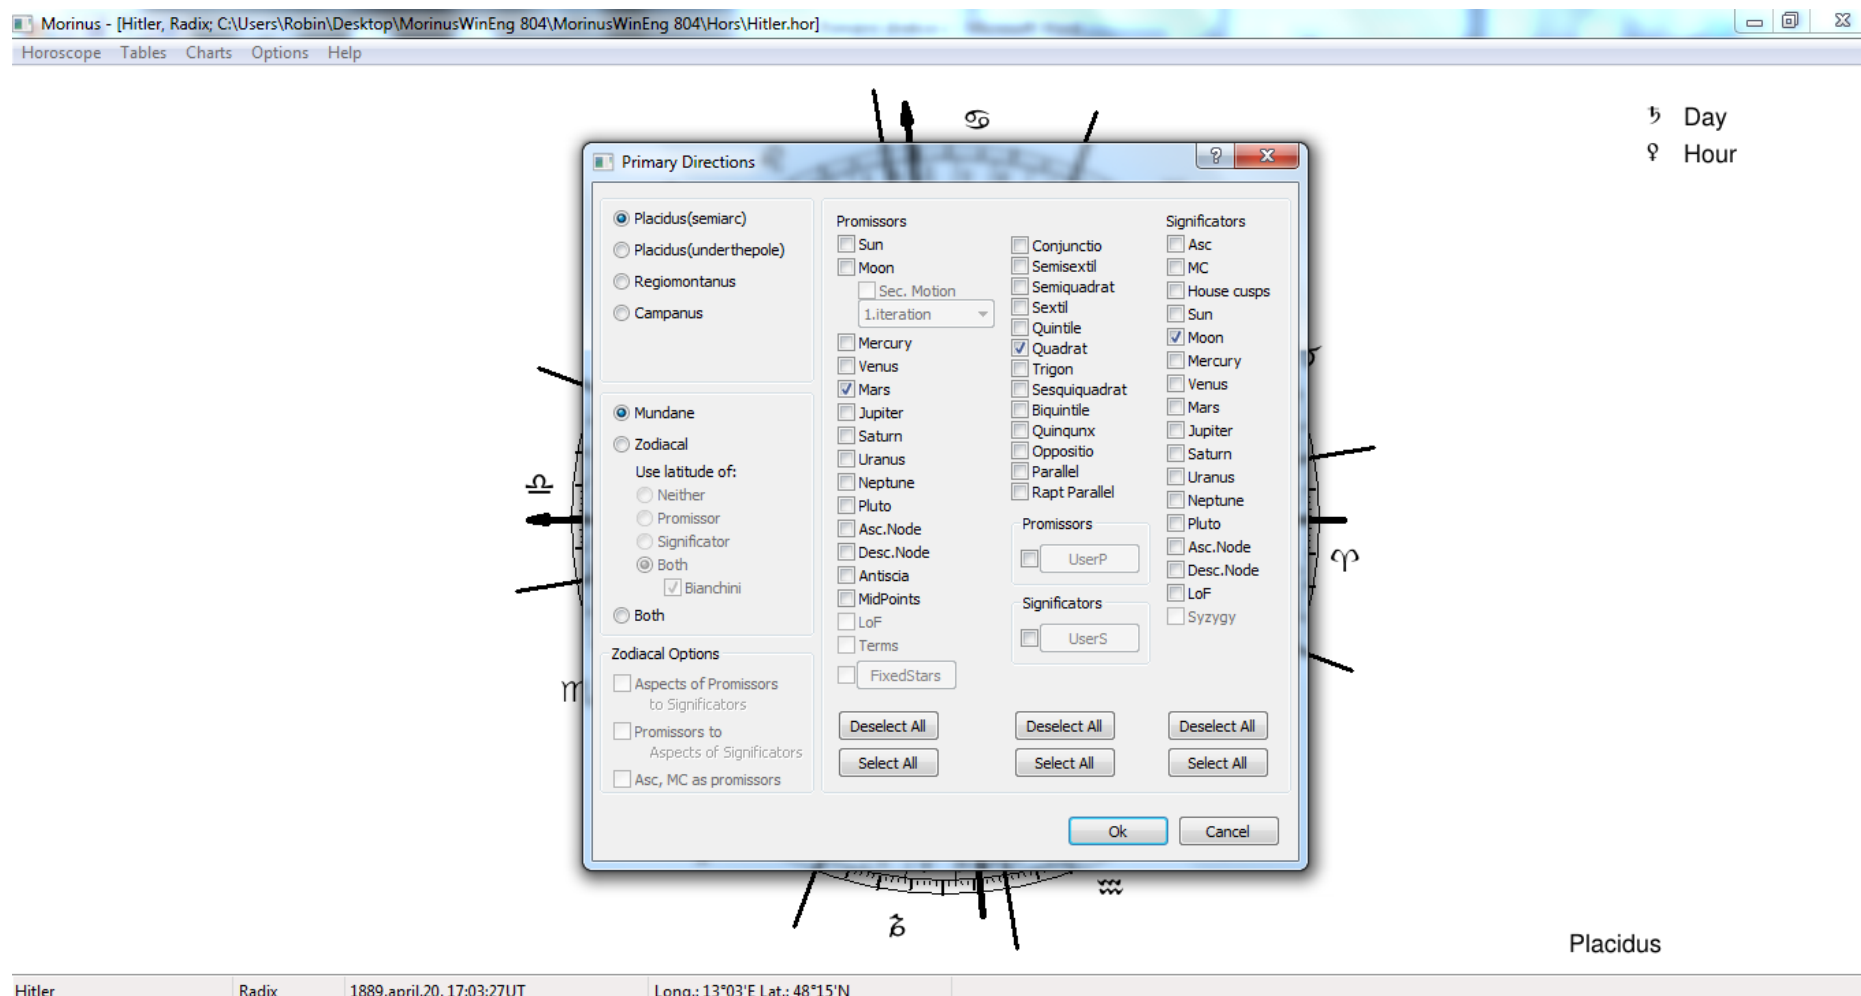 Morinus - [Hitler, Radix; C:\Users\Robin\Desktop\MorinusWinEng 804\MorinusWinEng 804\Hors\Hitler.hor]
Horoscope Tables Charts Options Help
♄ Day
♀ Hour
♋
♎
♈
♒
Primary Directions
Placidus(semiarc)
Placidus(underthepole)
Regiomontanus
Campanus
Mundane
Zodiacal
Use latitude of:
Neither
Promissor
Significator
Both
Bianchini
Both
Zodiacal Options
Aspects of Promissors
to Significators
Promissors to
Aspects of Significators
Asc, MC as promissors
Promissors
Sun
Moon
Sec. Motion
1.iteration
Mercury
Venus
Mars
Jupiter
Saturn
Uranus
Neptune
Pluto
Asc.Node
Desc.Node
Antiscia
MidPoints
LoF
Terms
FixedStars
Deselect All
Select All
Conjunctio
Semisextil
Semiquadrat
Sextil
Quintile
Quadrat
Trigon
Sesquiquadrat
Biquintile
Quinqunx
Oppositio
Parallel
Rapt Parallel
Promissors
UserP
Significators
UserS
Deselect All
Select All
Significators
Asc
MC
House cusps
Sun
Moon
Mercury
Venus
Mars
Jupiter
Saturn
Uranus
Neptune
Pluto
Asc.Node
Desc.Node
LoF
Syzygy
Deselect All
Select All
Ok
Cancel
Placidus
Hitler Radix 1889.april.20. 17:03:27UT Long.: 13°03'E Lat.: 48°15'N